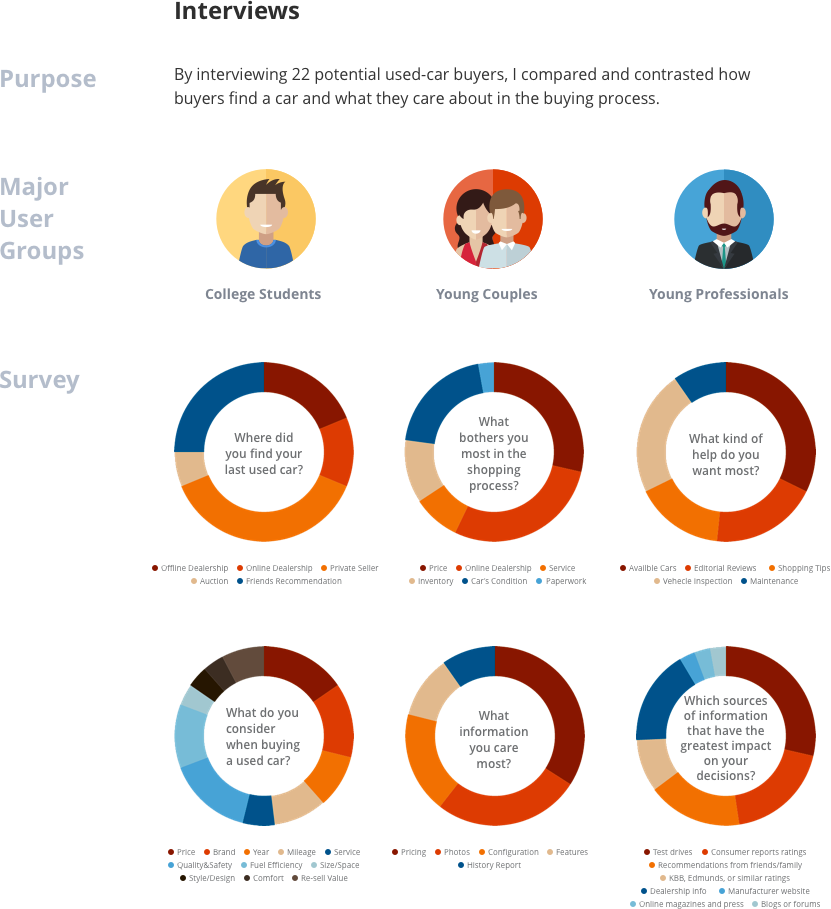 Interviews
Purpose
By interviewing 22 potential used-car buyers, I compared and contrasted how
buyers find a car and what they care about in the buying process.
Major
User
Groups
College Students
Young Couples
Young Professionals
Survey
Where did
you find your
last used car?
Offline Dealership Online Dealership Private Seller
Auction Friends Recommendation
What
bothers you
most in the
shopping
process?
Price Online Dealership Service
Inventory Car's Condition Paperwork
What kind of
help do you
want most?
Availble Cars Editorial Reviews Shopping Tips
Vehecle Inspection Maintenance
What do you
consider
when buying
a used car?
Price Brand Year Mileage Service
Quality&Safety Fuel Efficiency Size/Space
Style/Design Comfort Re-sell Value
What
information
you care
most?
Pricing Photos Configuration Features
History Report
Which sources
of information
that have the
greatest impact
on your
decisions?
Test drives Consumer reports ratings
Recommendations from friends/family
KBB, Edmunds, or similar ratings
Dealership info Manufacturer website
Online magazines and press Blogs or forums